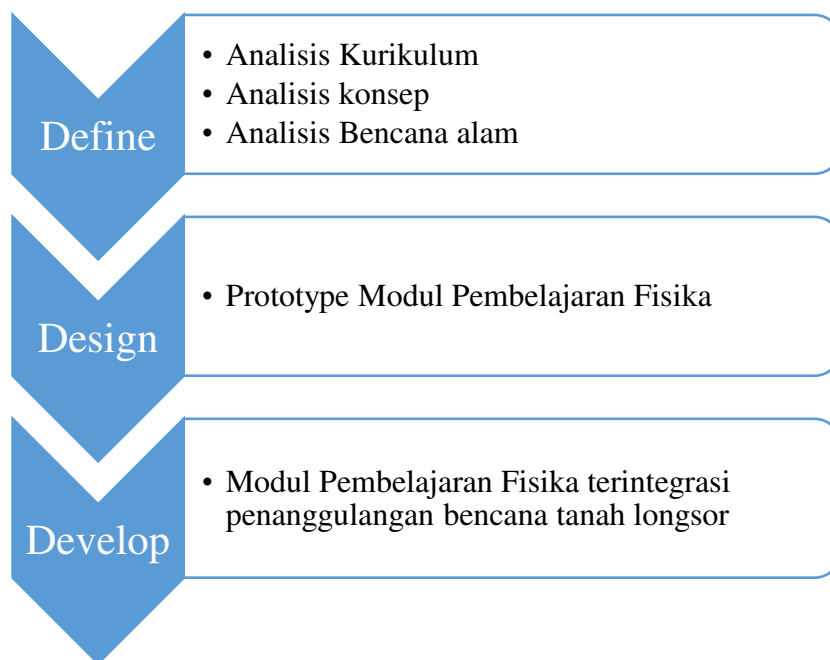 Define
• Analisis Kurikulum
• Analisis konsep
• Analisis Bencana alam
Design
• Prototype Modul Pembelajaran Fisika
Develop
• Modul Pembelajaran Fisika terintegrasi
penanggulangan bencana tanah longsor